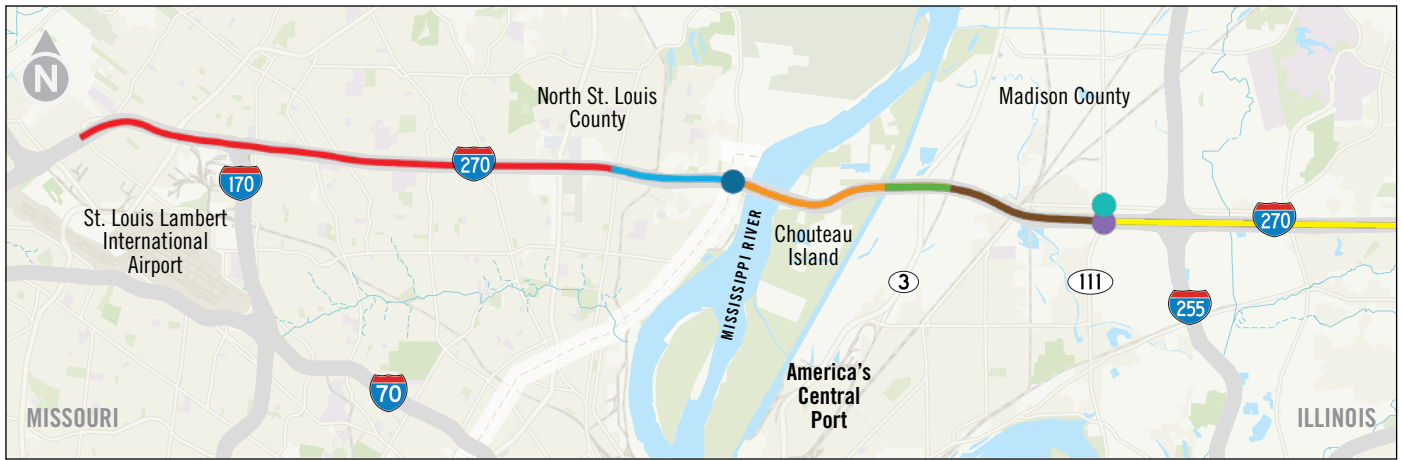 N
North St. Louis
County
Madison County
270
170
St. Louis Lambert
International
Airport
MISSISSIPPI RIVER
Chouteau
Island
270
3
111
255
America's
Central
Port
70
MISSOURI
ILLINOIS